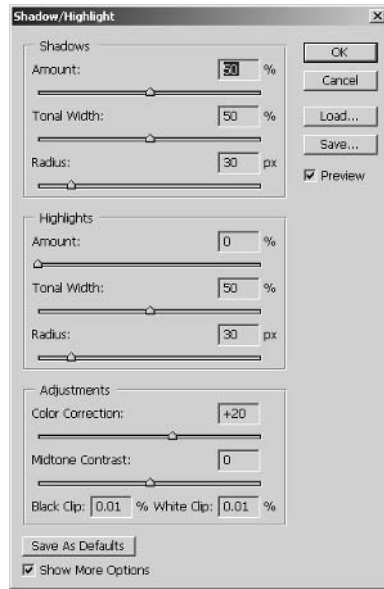 Shadow/Highlight
Shadows
Amount: 50 %
Tonal Width: 50 %
Radius: 30 px
Highlights
Amount: 0 %
Tonal Width: 50 %
Radius: 30 px
Adjustments
Color Correction: +20
Midtone Contrast: 0
Black Clip: 0.01 % White Clip: 0.01 %
Save As Defaults
Show More Options
OK
Cancel
Load...
Save...
Preview